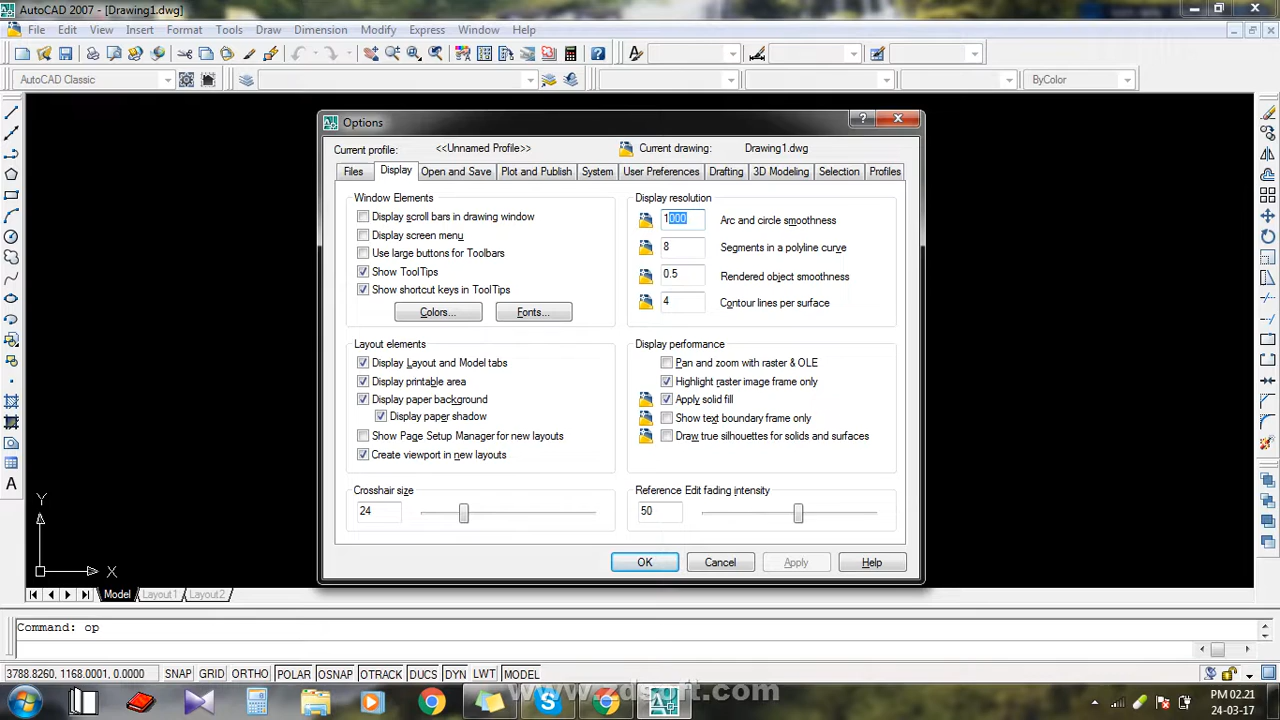 AutoCAD 2007 - [Drawing1.dwg]
File Edit View Insert Format Tools Draw Dimension Modify Express Window Help
AutoCAD Classic
ByColor
Options
Current profile: <<Unnamed Profile>> Current drawing: Drawing1.dwg
Files Display Open and Save Plot and Publish System User Preferences Drafting 3D Modeling Selection Profiles
Window Elements
Display scroll bars in drawing window
Display screen menu
Use large buttons for Toolbars
Show ToolTips
Show shortcut keys in ToolTips
Colors... Fonts...
Display resolution
1000 Arc and circle smoothness
8 Segments in a polyline curve
0.5 Rendered object smoothness
4 Contour lines per surface
Layout elements
Display Layout and Model tabs
Display printable area
Display paper background
Display paper shadow
Show Page Setup Manager for new layouts
Create viewport in new layouts
Display performance
Pan and zoom with raster & OLE
Highlight raster image frame only
Apply solid fill
Show text boundary frame only
Draw true silhouettes for solids and surfaces
Crosshair size
24
Reference Edit fading intensity
50
OK Cancel Apply Help
Y
X
Model Layout1 Layout2
Command: op
3788.8260, 1168.0001, 0.0000 SNAP GRID ORTHO POLAR OSNAP OTRACK DUCS DYN LWT MODEL
www.zdsoft.com
PM 02.21
24-03-17